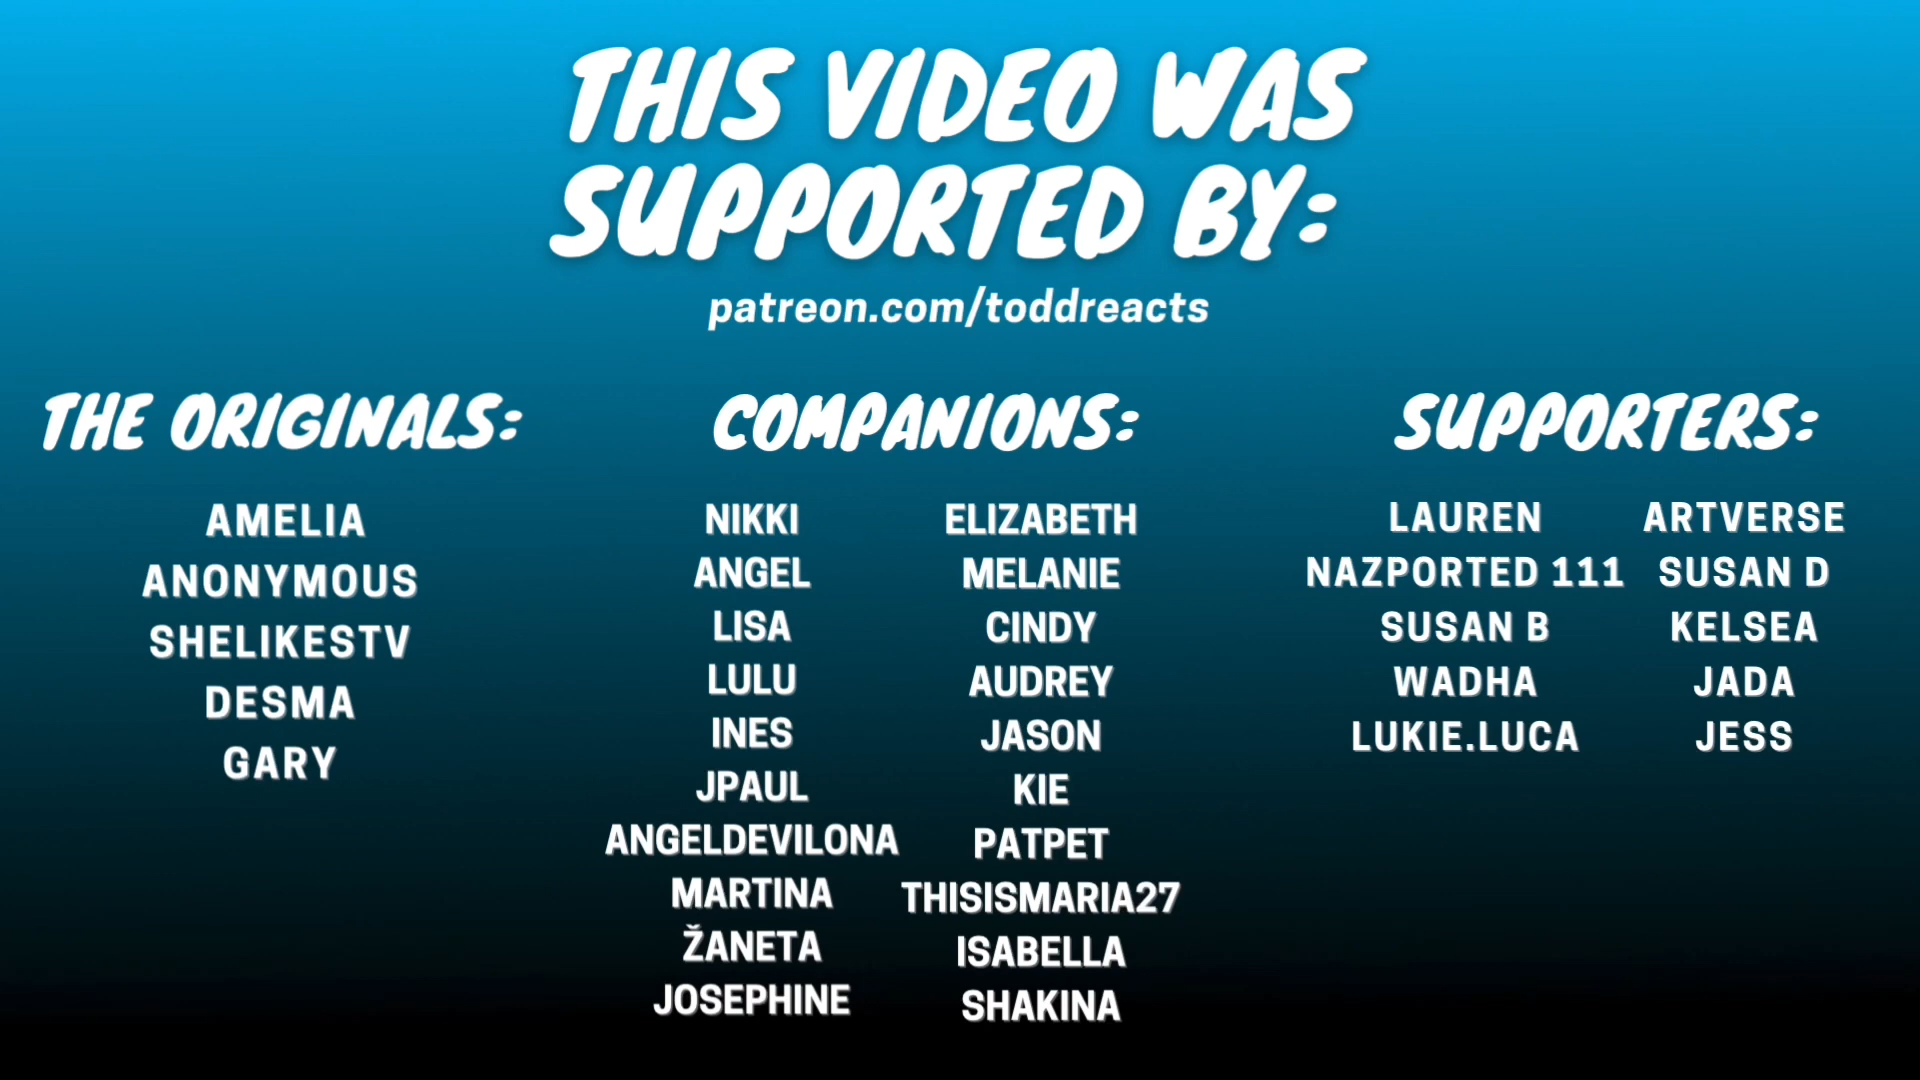 THIS VIDEO WAS
SUPPORTED BY:
patreon.com/toddreacts
THE ORIGINALS:
AMELIA
ANONYMOUS
SHELIKESTV
DESMA
GARY
COMPANIONS:
NIKKI
ANGEL
LISA
LULU
INES
JPAUL
ANGELDEVILONA
MARTINA
ŽANETA
JOSEPHINE
ELIZABETH
MELANIE
CINDY
AUDREY
JASON
KIE
PATPET
THISISMARIA27
ISABELLA
SHAKINA
SUPPORTERS:
LAUREN
NAZPORTED 111
SUSAN B
WADHA
LUKIE.LUCA
ARTVERSE
SUSAN D
KELSEA
JADA
JESS